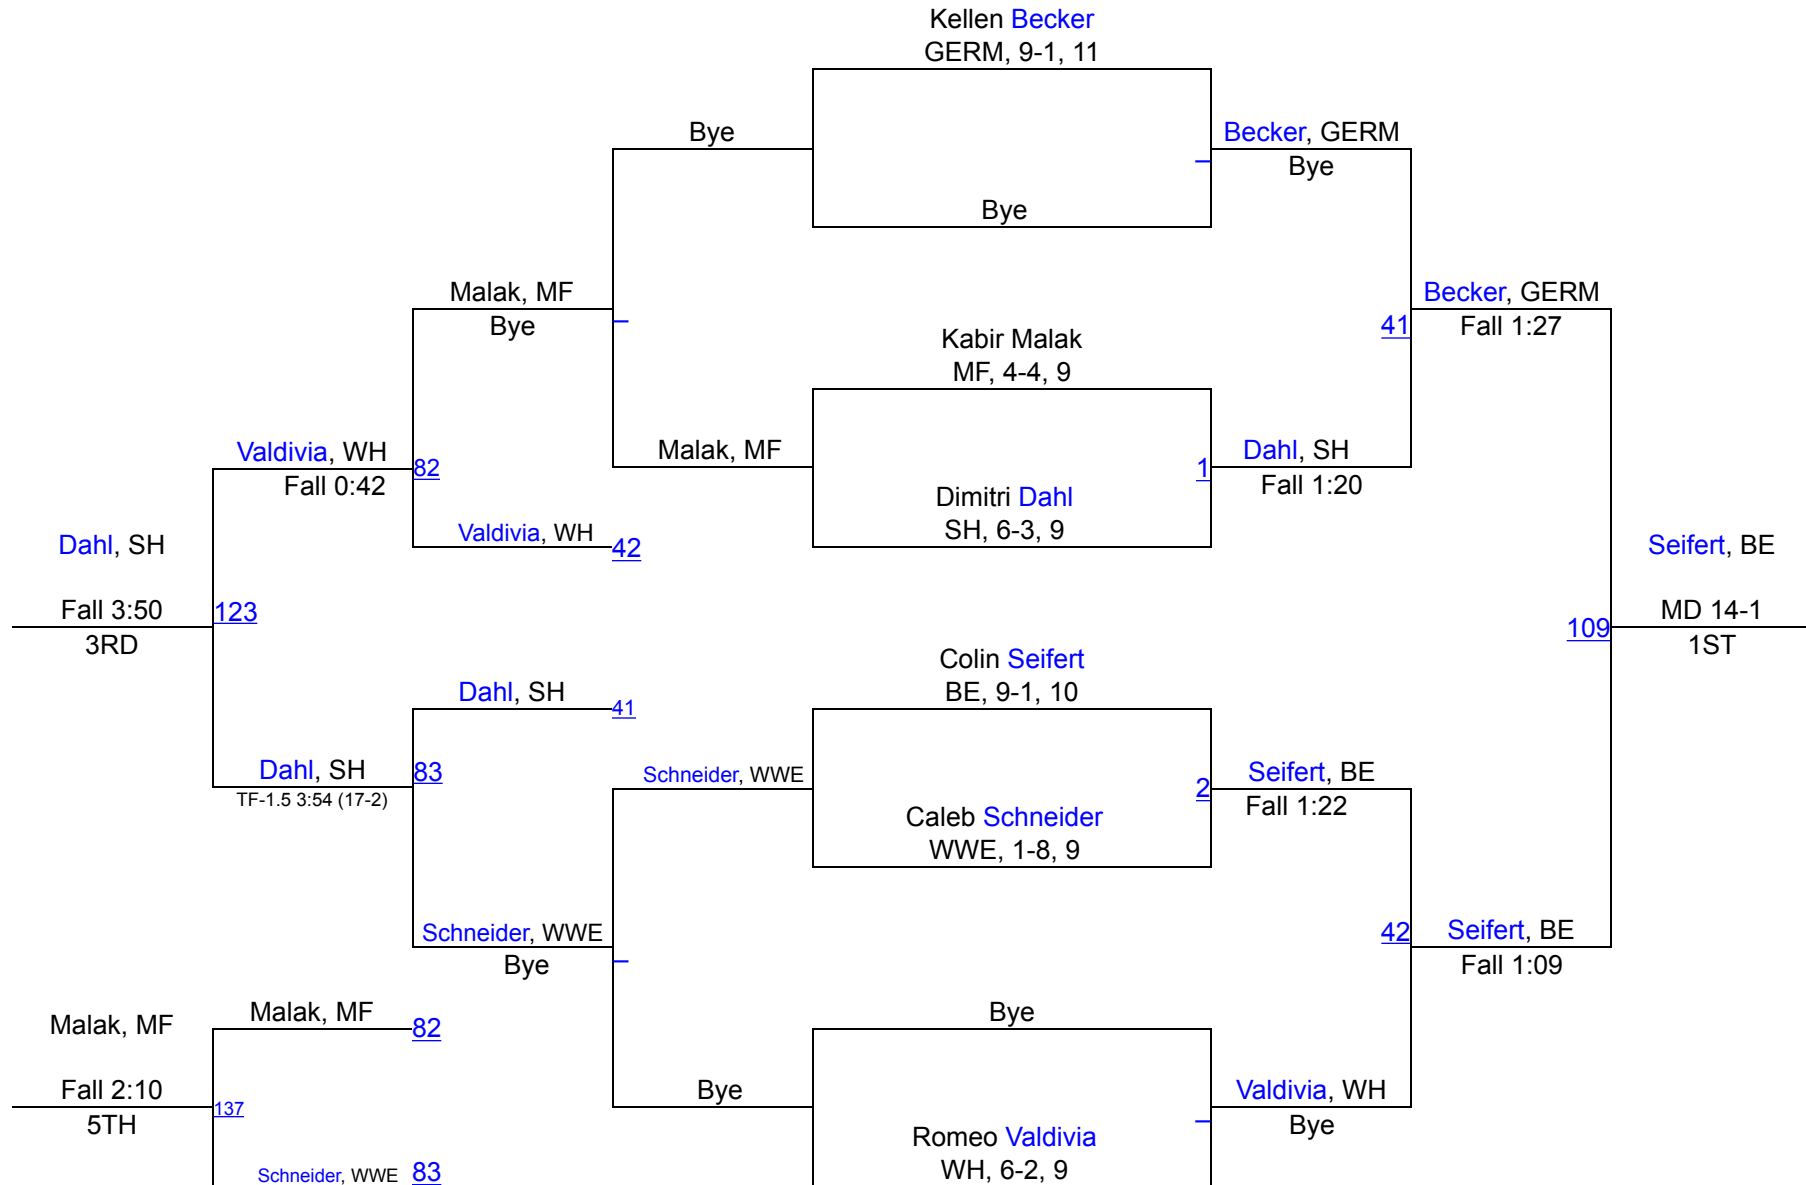 Kellen Becker
GERM, 9-1, 11
Bye
Becker, GERM
Bye
Bye
Malak, MF
Bye
Becker, GERM
41
Fall 1:27
Kabir Malak
MF, 4-4, 9
Valdivia, WH
82
Fall 0:42
Malak, MF
1
Dahl, SH
Fall 1:20
Dimitri Dahl
SH, 6-3, 9
Valdivia, WH
42
Dahl, SH
Fall 3:50
3RD
123
Seifert, BE
109
MD 14-1
1ST
Colin Seifert
BE, 9-1, 10
Dahl, SH
41
Dahl, SH
83
TF-1.5 3:54 (17-2)
Schneider, WWE
2
Seifert, BE
Fall 1:22
Caleb Schneider
WWE, 1-8, 9
Schneider, WWE
Bye
42
Seifert, BE
Fall 1:09
Malak, MF
Fall 2:10
5TH
Malak, MF
82
137
Bye
Bye
Valdivia, WH
Bye
Romeo Valdivia
WH, 6-2, 9
Schneider, WWE
83